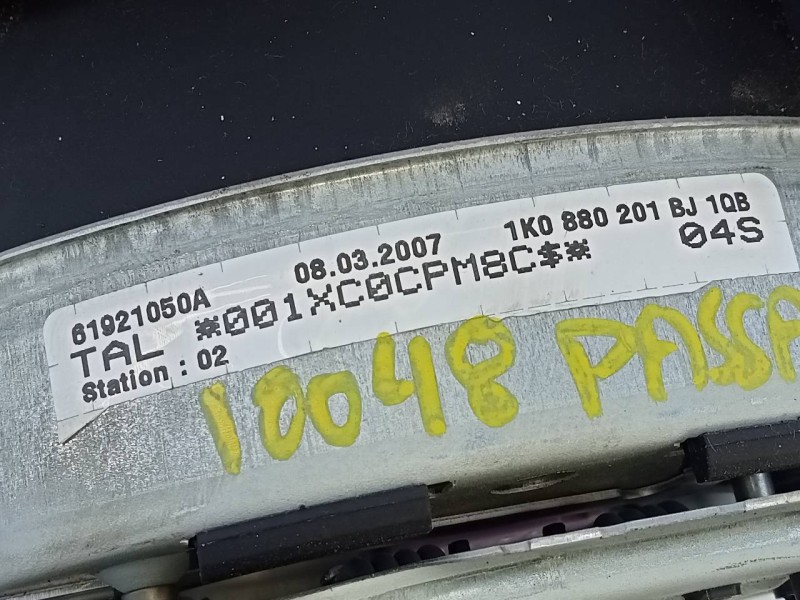 61921050A 08.03.2007 1K0 880 201 BJ 1QB
TAL *001XC0CPM8C$* 04S
Station : 02
10048 PASSA